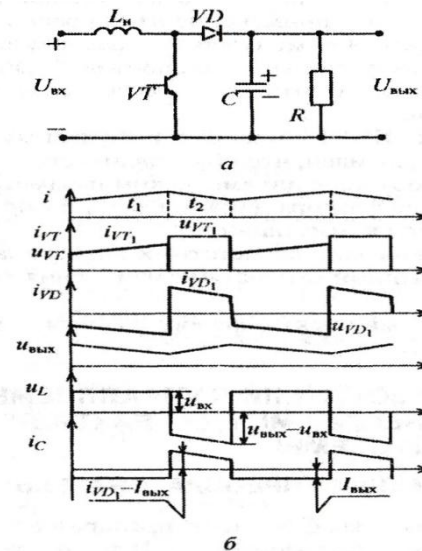 Lн VD
+ +
Uвх VT C Uвых
− R
−
а
i t₁ t₂
iVT iVT₁ uVT₁
uVT
iVD iVD₁
uVD₁
uвых
uL uвх
uвых−uвх
iC
iVD₁−Iвых Iвых
б